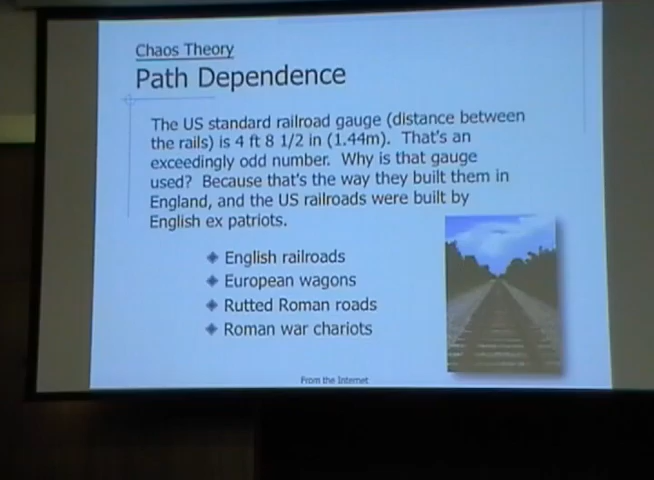 Chaos Theory
Path Dependence
The US standard railroad gauge (distance between
the rails) is 4 ft 8 1/2 in (1.44m).  That's an
exceedingly odd number.  Why is that gauge
used?  Because that's the way they built them in
England, and the US railroads were built by
English ex patriots.
English railroads
European wagons
Rutted Roman roads
Roman war chariots
From the Internet